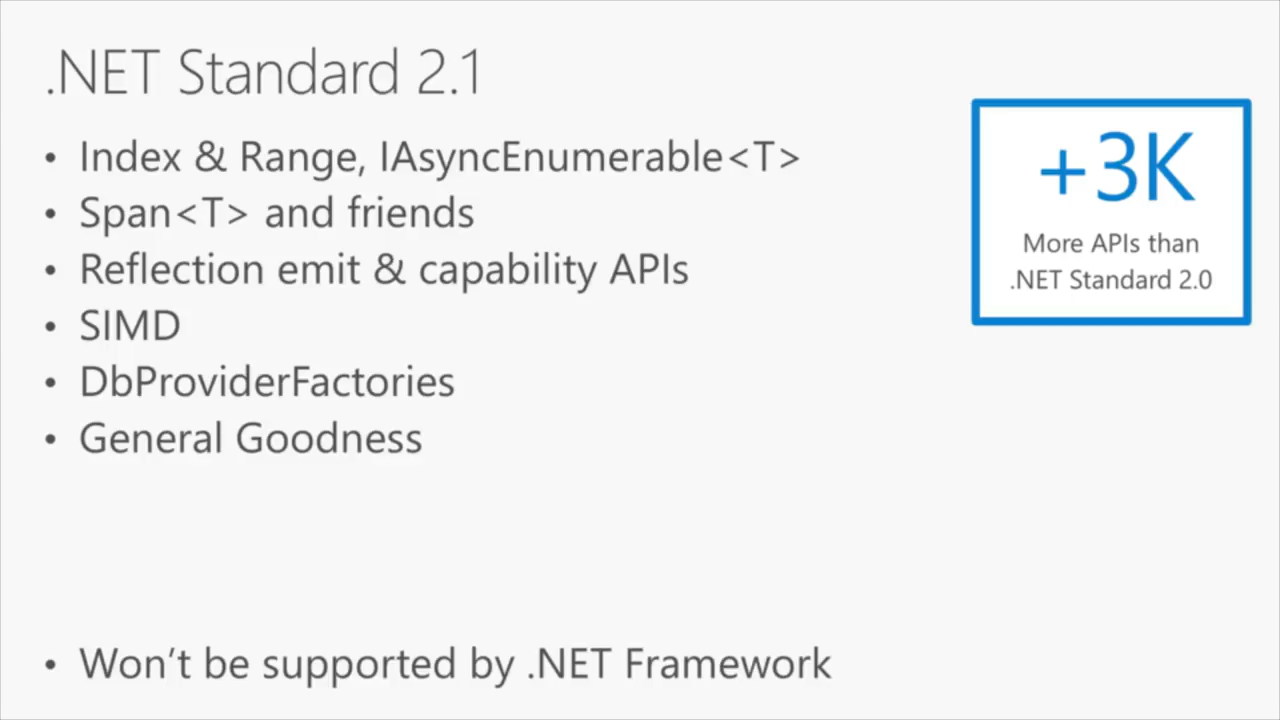 .NET Standard 2.1
• Index & Range, IAsyncEnumerable<T>
• Span<T> and friends
• Reflection emit & capability APIs
• SIMD
• DbProviderFactories
• General Goodness
• Won’t be supported by .NET Framework
+3K
More APIs than
.NET Standard 2.0